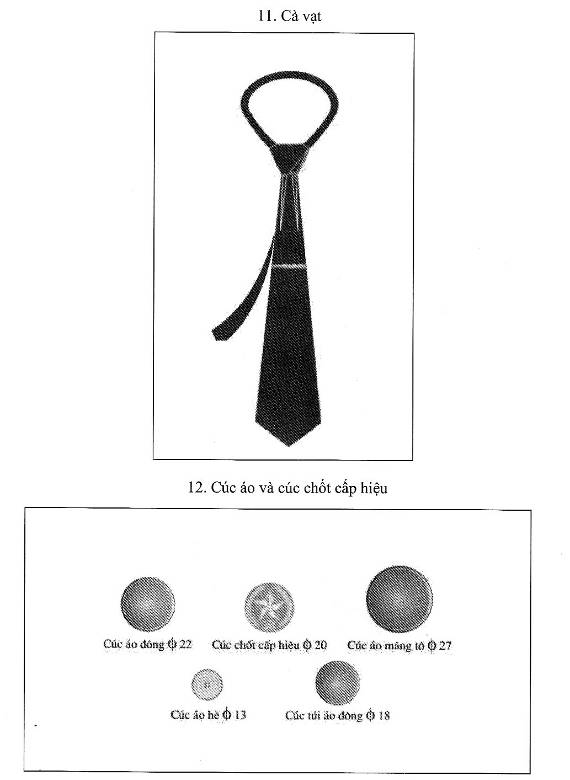 11. Cà vạt
12. Cúc áo và cúc chốt cấp hiệu
Cúc áo đông ϕ 22
Cúc chốt cấp hiệu ϕ 20
Cúc áo măng tô ϕ 27
Cúc áo hè ϕ 13
Cúc túi áo đông ϕ 18